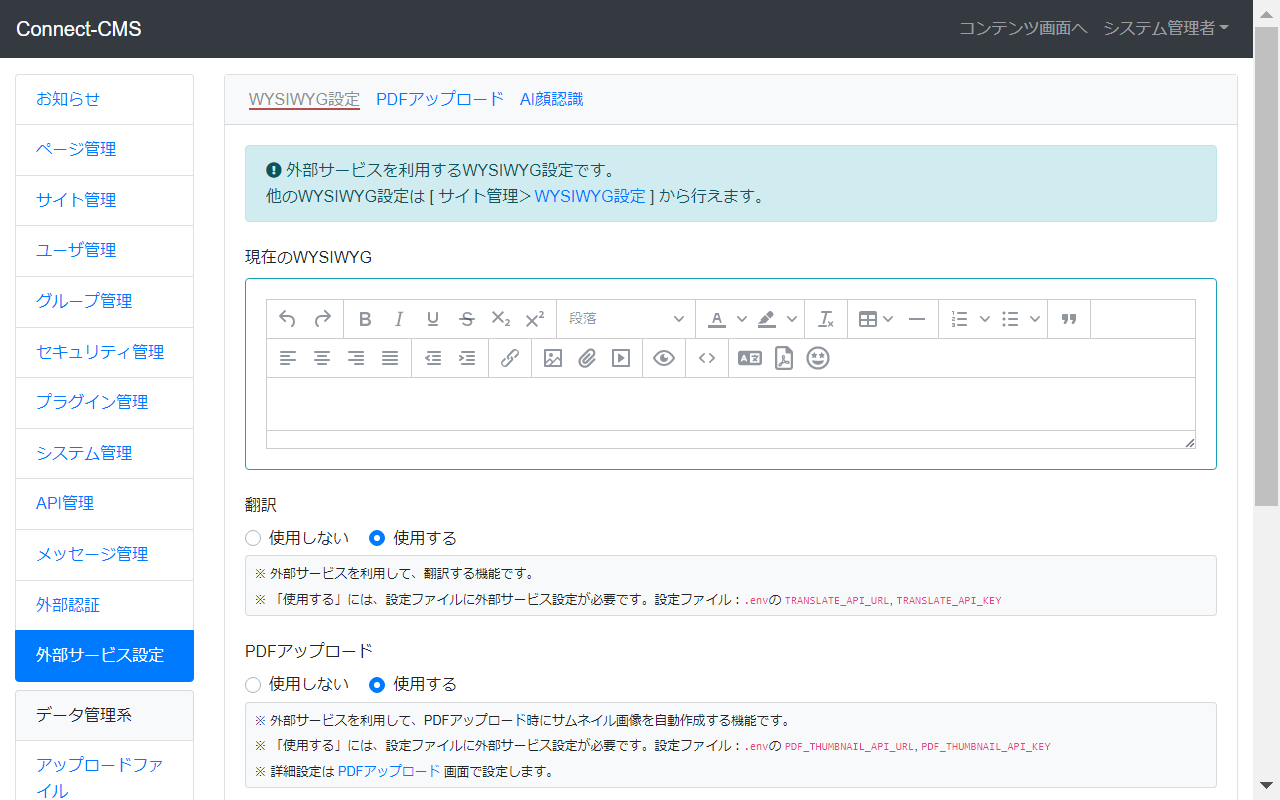 Connect-CMS
コンテンツ画面へ システム管理者
お知らせ
ページ管理
サイト管理
ユーザ管理
グループ管理
セキュリティ管理
プラグイン管理
システム管理
API管理
メッセージ管理
外部認証
外部サービス設定
データ管理系
アップロードファ
イル
WYSIWYG設定 PDFアップロード AI顔認識
外部サービスを利用するWYSIWYG設定です。
他のWYSIWYG設定は [ サイト管理＞WYSIWYG設定 ] から行えます。
現在のWYSIWYG
段落
翻訳
使用しない 使用する
※ 外部サービスを利用して、翻訳する機能です。
※ 「使用する」には、設定ファイルに外部サービス設定が必要です。設定ファイル：.envの TRANSLATE_API_URL, TRANSLATE_API_KEY
PDFアップロード
使用しない 使用する
※ 外部サービスを利用して、PDFアップロード時にサムネイル画像を自動作成する機能です。
※ 「使用する」には、設定ファイルに外部サービス設定が必要です。設定ファイル：.envの PDF_THUMBNAIL_API_URL, PDF_THUMBNAIL_API_KEY
※ 詳細設定は PDFアップロード 画面で設定します。